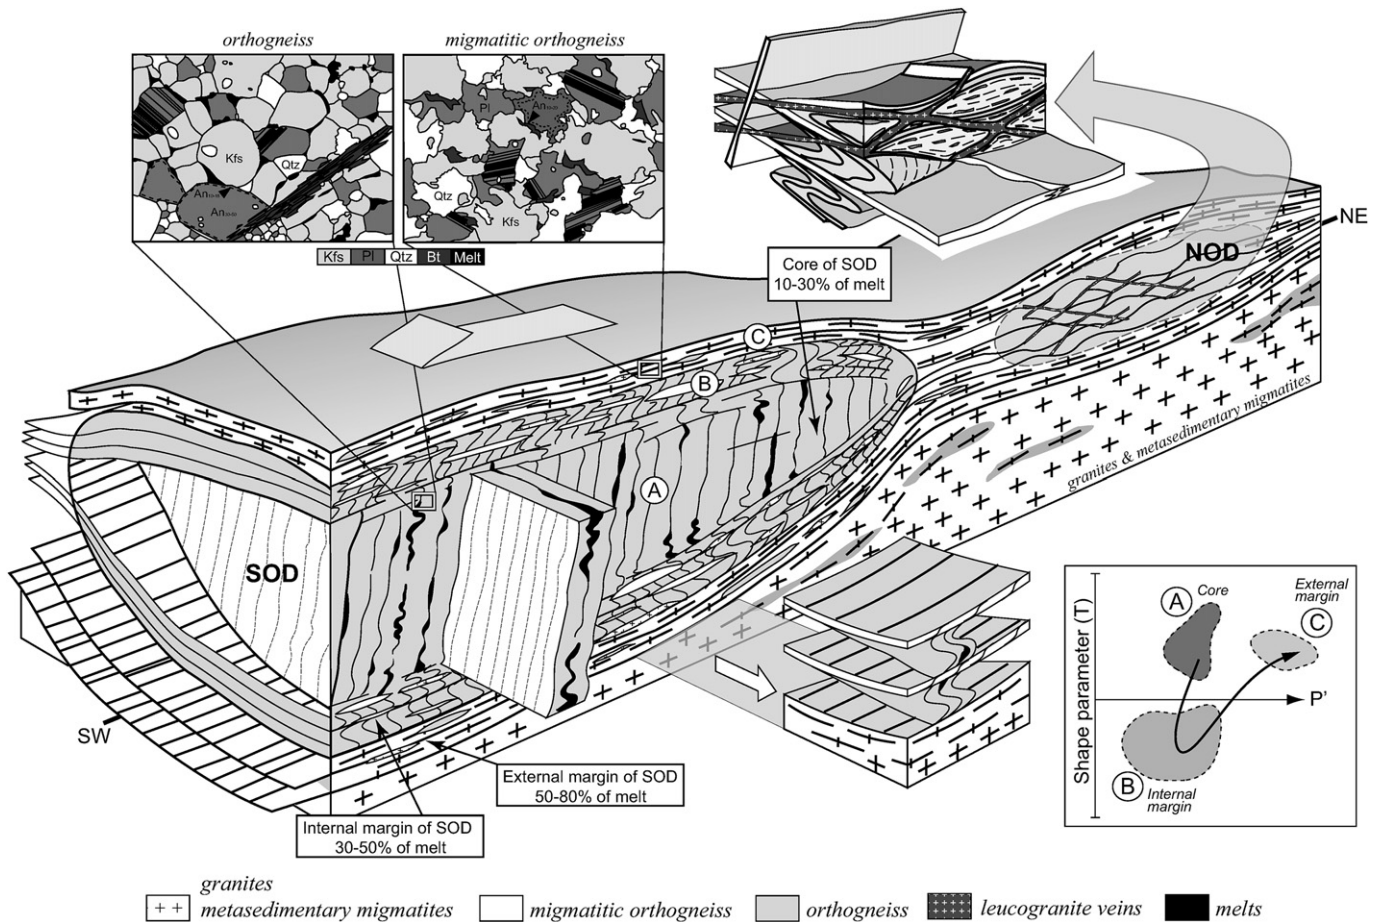 orthogneiss
migmatitic orthogneiss
Kfs
Qtz
An
An
Pl
An
Qtz
Kfs
Kfs Pl Qtz Bt Melt
NE
NOD
Core of SOD
10-30% of melt
C
B
A
granites & metasedimentary migmatites
SOD
SW
External margin of SOD
50-80% of melt
Internal margin of SOD
30-50% of melt
Shape parameter (T)
A
Core
External
margin
C
P'
B
Internal
margin
+ + granites
metasedimentary migmatites
migmatitic orthogneiss
orthogneiss
leucogranite veins
melts